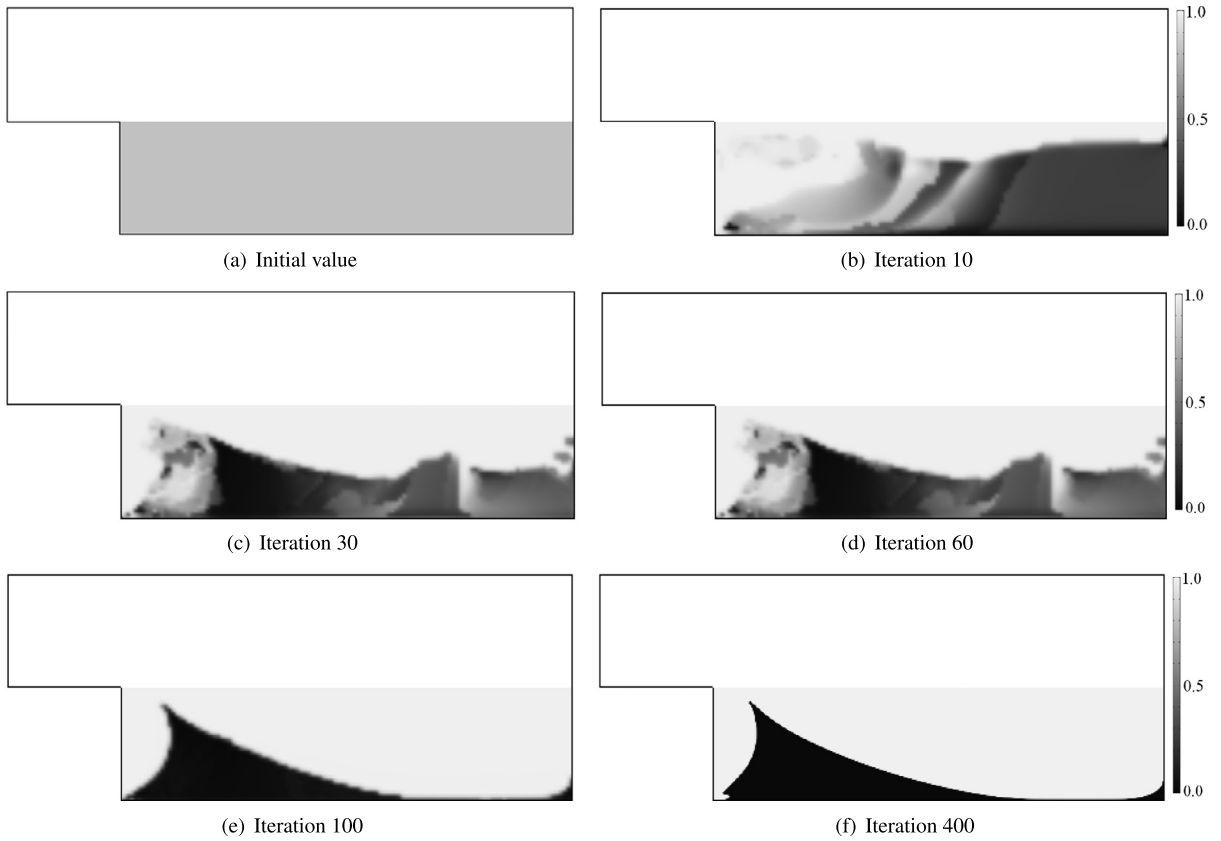 1.0
0.5
0.0
(a) Initial value
(b) Iteration 10
1.0
0.5
0.0
(c) Iteration 30
(d) Iteration 60
1.0
0.5
0.0
(e) Iteration 100
(f) Iteration 400